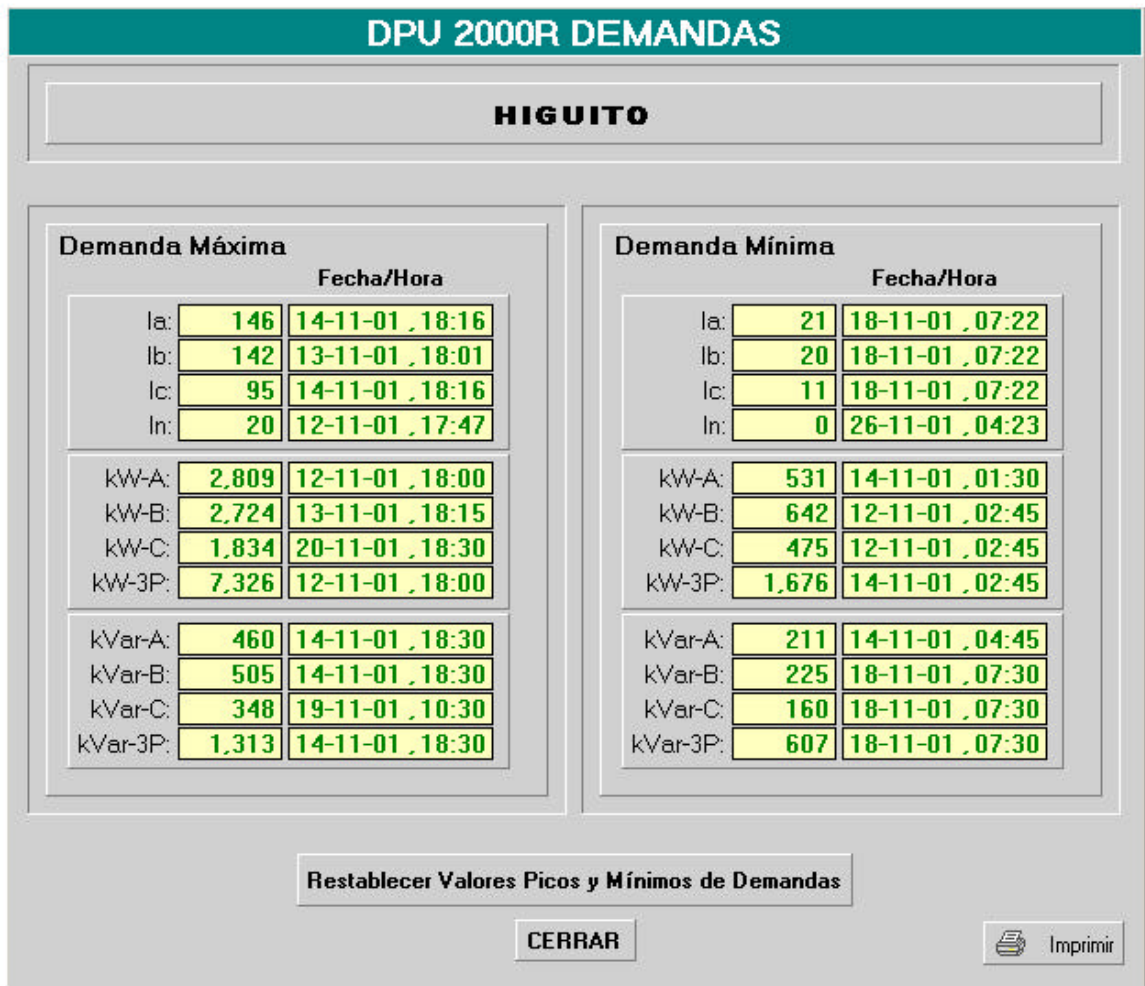 DPU 2000R DEMANDAS
HIGUITO
Demanda Máxima
Fecha/Hora
Ia: 146 14-11-01 ,18:16
Ib: 142 13-11-01 ,18:01
Ic: 95 14-11-01 ,18:16
In: 20 12-11-01 ,17:47
kW-A: 2,809 12-11-01 ,18:00
kW-B: 2,724 13-11-01 ,18:15
kW-C: 1,834 20-11-01 ,18:30
kW-3P: 7,326 12-11-01 ,18:00
kVar-A: 460 14-11-01 ,18:30
kVar-B: 505 14-11-01 ,18:30
kVar-C: 348 19-11-01 ,10:30
kVar-3P: 1,313 14-11-01 ,18:30
Demanda Mínima
Fecha/Hora
Ia: 21 18-11-01 ,07:22
Ib: 20 18-11-01 ,07:22
Ic: 11 18-11-01 ,07:22
In: 0 26-11-01 ,04:23
kW-A: 531 14-11-01 ,01:30
kW-B: 642 12-11-01 ,02:45
kW-C: 475 12-11-01 ,02:45
kW-3P: 1,676 14-11-01 ,02:45
kVar-A: 211 14-11-01 ,04:45
kVar-B: 225 18-11-01 ,07:30
kVar-C: 160 18-11-01 ,07:30
kVar-3P: 607 18-11-01 ,07:30
Restablecer Valores Picos y Mínimos de Demandas
CERRAR
Imprimir